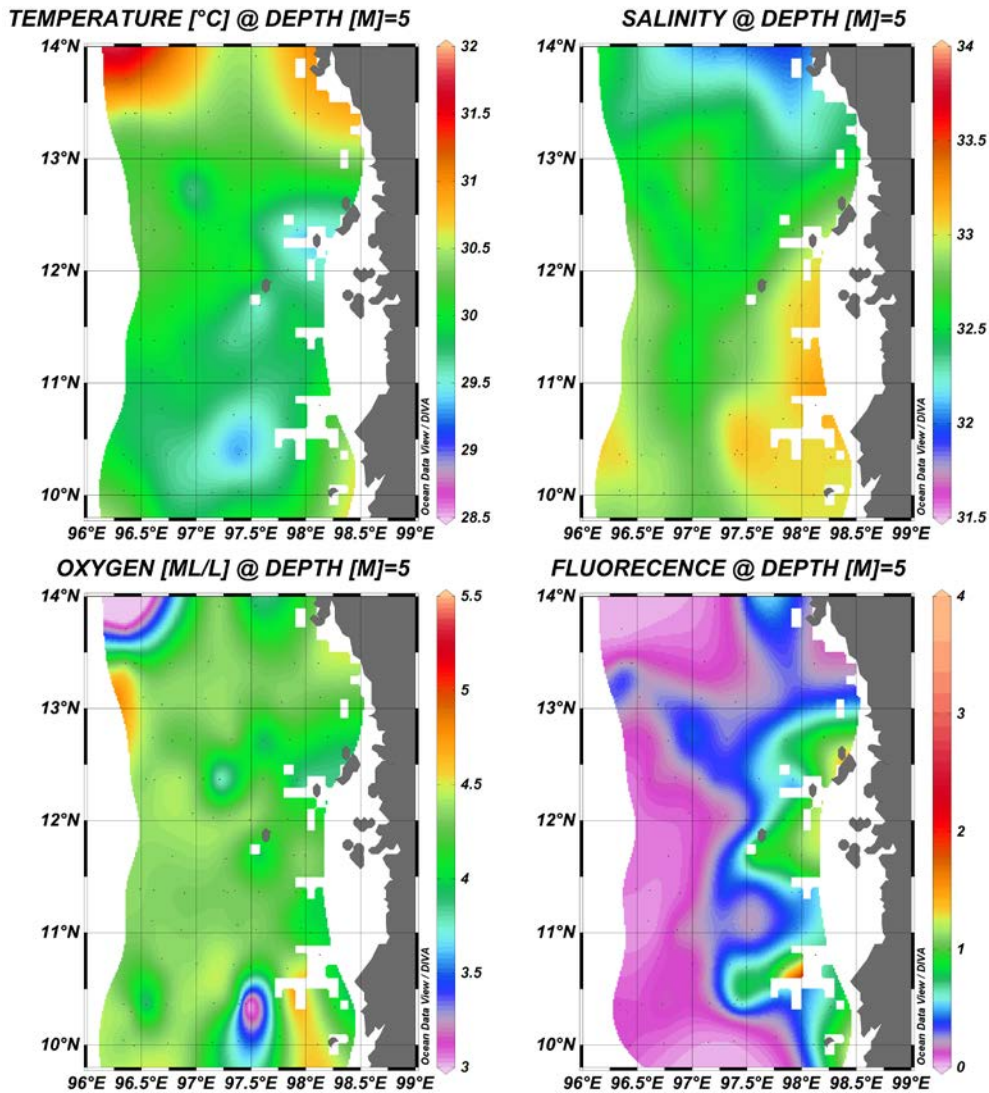 TEMPERATURE [°C] @ DEPTH [M]=5
14°N
13°N
12°N
11°N
10°N
96°E 96.5°E 97°E 97.5°E 98°E 98.5°E 99°E
32
31.5
31
30.5
30
29.5
29
28.5
Ocean Data View / DIVA
SALINITY @ DEPTH [M]=5
14°N
13°N
12°N
11°N
10°N
96°E 96.5°E 97°E 97.5°E 98°E 98.5°E 99°E
34
33.5
33
32.5
32
31.5
Ocean Data View / DIVA
OXYGEN [ML/L] @ DEPTH [M]=5
14°N
13°N
12°N
11°N
10°N
96°E 96.5°E 97°E 97.5°E 98°E 98.5°E 99°E
5.5
5
4.5
4
3.5
3
Ocean Data View / DIVA
FLUORECENCE @ DEPTH [M]=5
14°N
13°N
12°N
11°N
10°N
96°E 96.5°E 97°E 97.5°E 98°E 98.5°E 99°E
4
3
2
1
0
Ocean Data View / DIVA